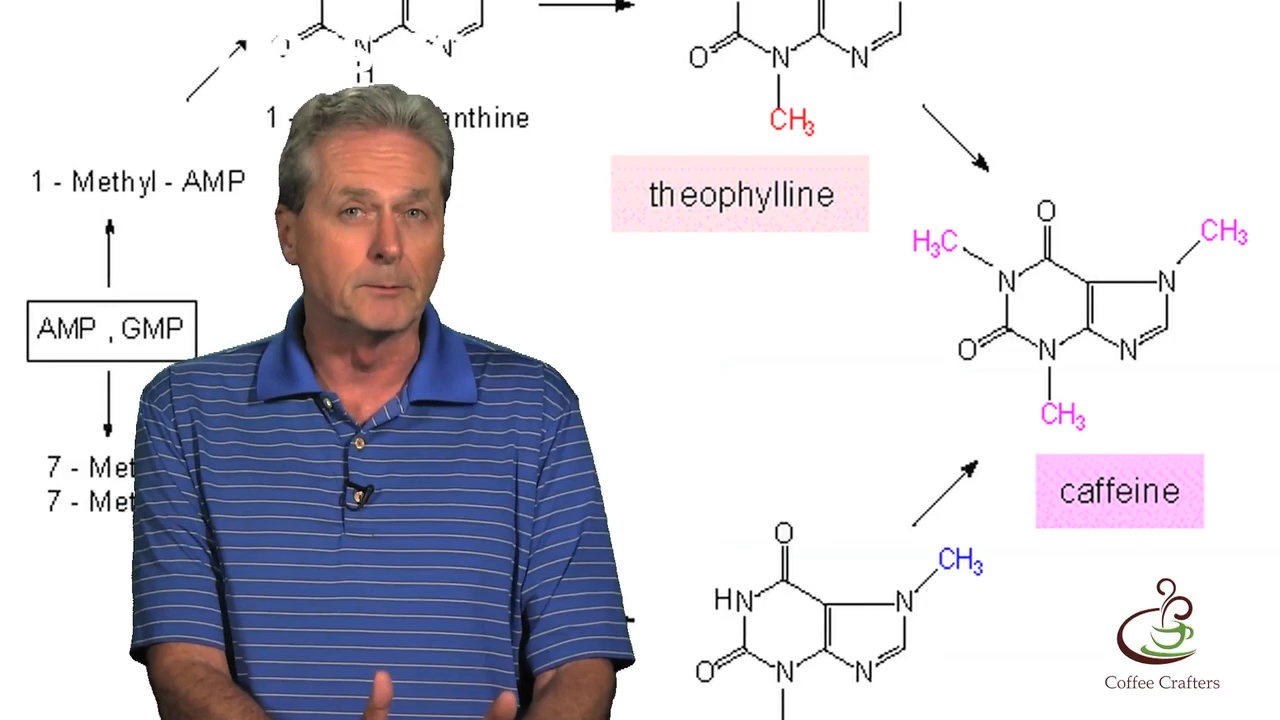 anthine
1 - Methyl - AMP
AMP , GMP
7 - Met
7 - Met
O
N
N
CH3
theophylline
O
H3C
CH3
N
N
O
N
N
CH3
caffeine
O
CH3
HN
N
O
N
N
Coffee Crafters